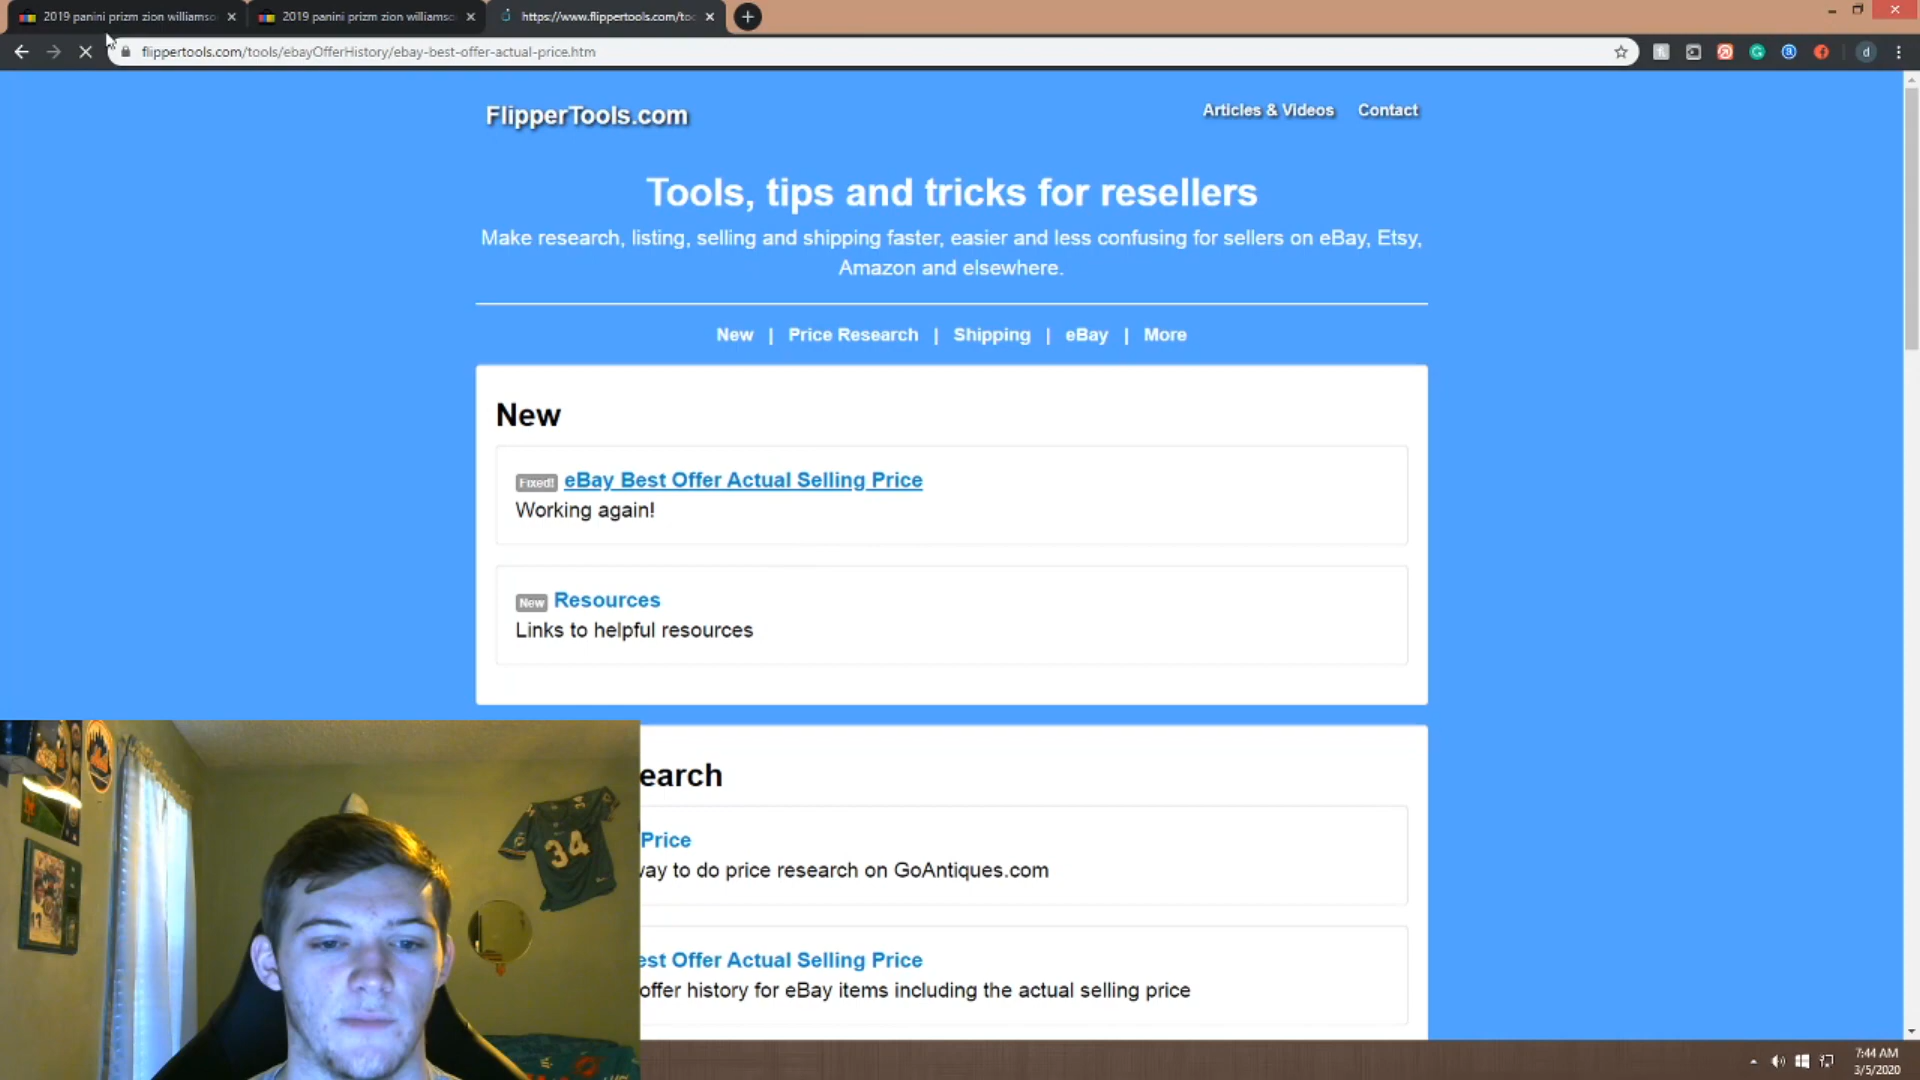 2019 panini prizm zion williamso
2019 panini prizm zion williamso
https://www.flippertools.com/too
flippertools.com/tools/ebayOfferHistory/ebay-best-offer-actual-price.htm
d
FlipperTools.com
Articles & Videos
Contact
Tools, tips and tricks for resellers
Make research, listing, selling and shipping faster, easier and less confusing for sellers on eBay, Etsy,
Amazon and elsewhere.
New | Price Research | Shipping | eBay | More
New
Fixed! eBay Best Offer Actual Selling Price
Working again!
New Resources
Links to helpful resources
earch
Price
vay to do price research on GoAntiques.com
est Offer Actual Selling Price
offer history for eBay items including the actual selling price
34
7:44 AM
3/5/2020